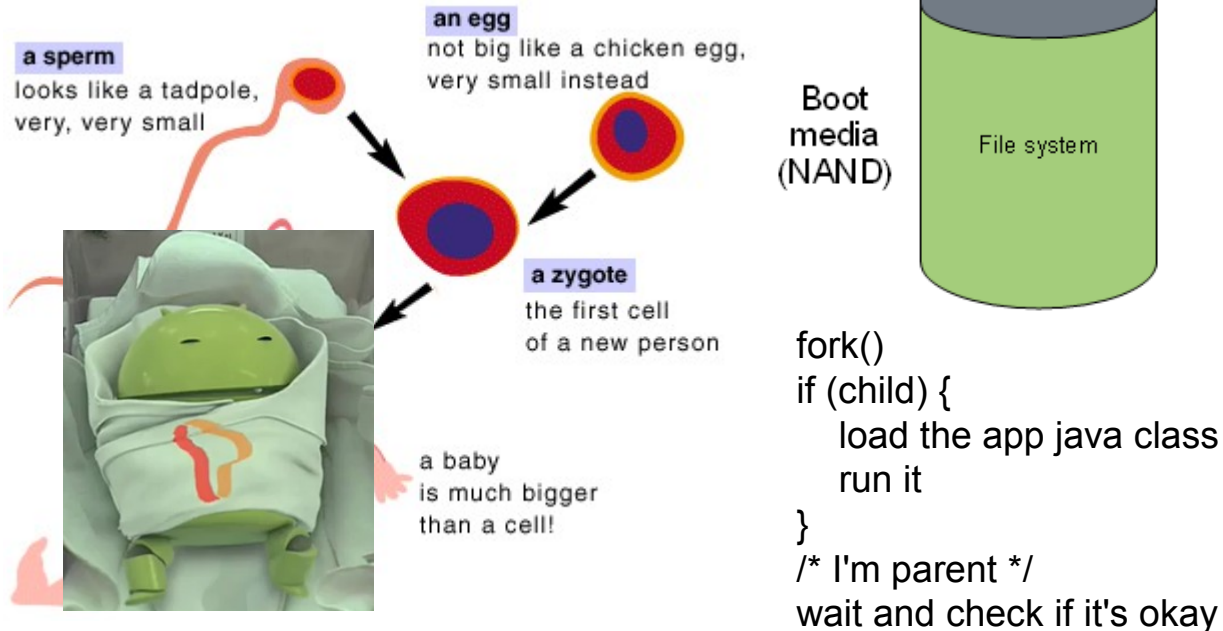 a sperm
looks like a tadpole,
very, very small
an egg
not big like a chicken egg,
very small instead
a zygote
the first cell
of a new person
a baby
is much bigger
than a cell!
Boot
media
(NAND)
File system
fork()
if (child) {
load the app java class
run it
}
/* I'm parent */
wait and check if it's okay